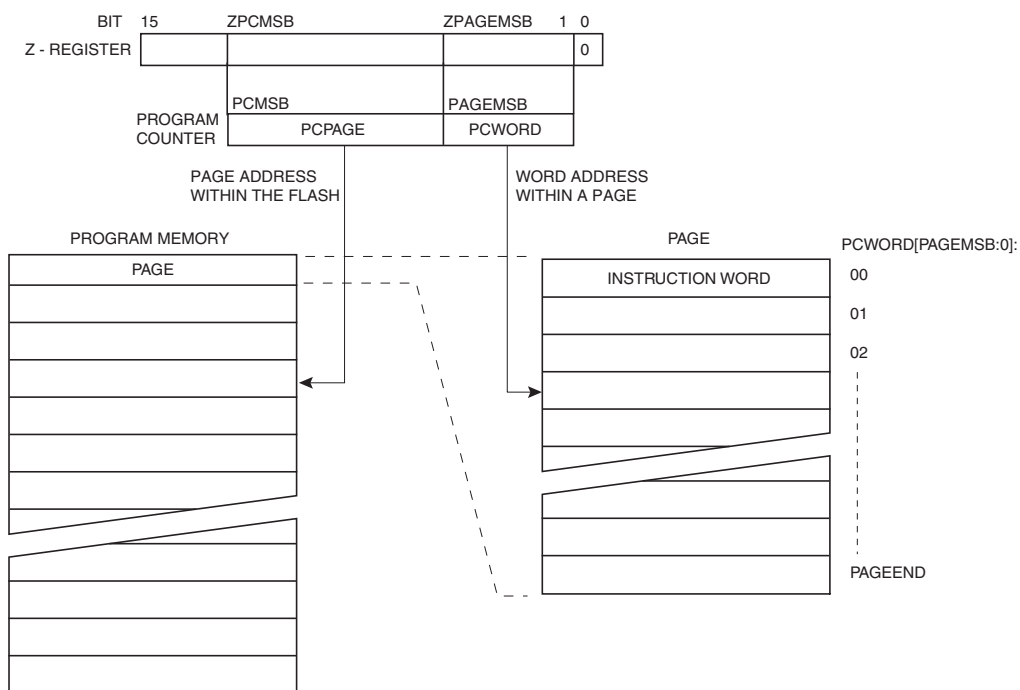 BIT 15 ZPCMSB ZPAGEMSB 1 0
Z - REGISTER 0
PCMSB PAGEMSB
PROGRAM
COUNTER
PCPAGE PCWORD
PAGE ADDRESS
WITHIN THE FLASH
WORD ADDRESS
WITHIN A PAGE
PROGRAM MEMORY
PAGE
PAGE
PCWORD[PAGEMSB:0]:
INSTRUCTION WORD 00
01
02
PAGEEND